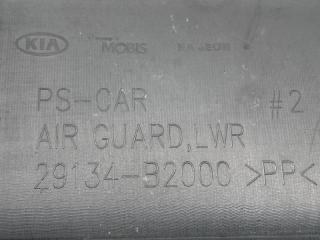 KIA MOBIS
PS-CAR #2
AIR GUARD,LWR
29134-B2000 >PP<